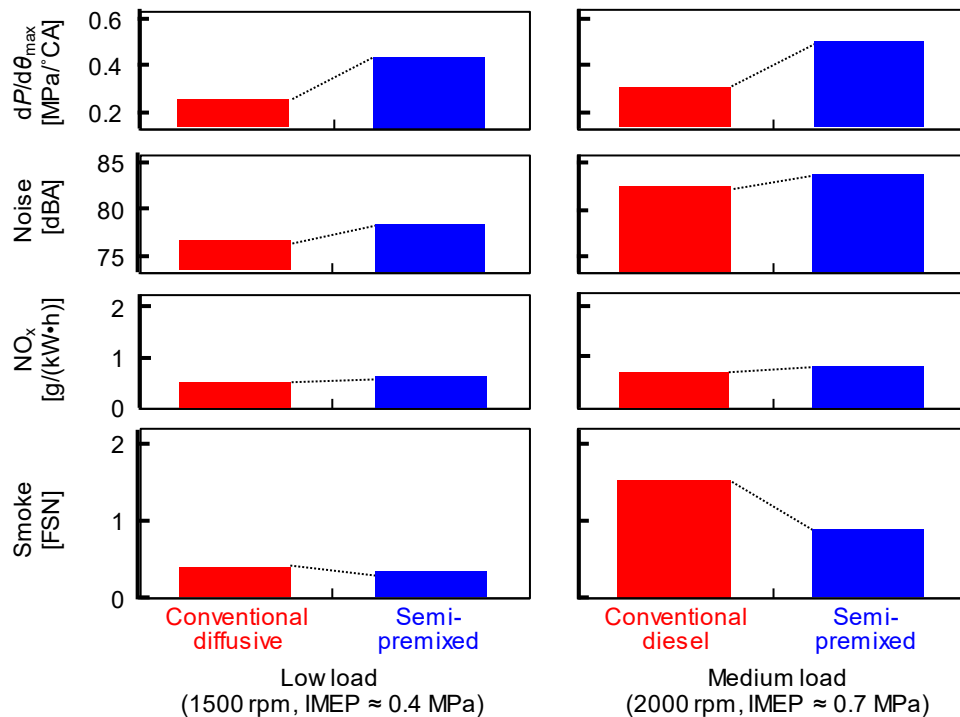 dP/dθmax
[MPa/˚CA]
0.6
0.4
0.2
Noise
[dBA]
85
80
75
NOx
[g/(kW•h)]
2
1
0
Smoke
[FSN]
2
1
0
Conventional
diffusive
Semi-
premixed
Conventional
diesel
Semi-
premixed
Low load
(1500 rpm, IMEP ≈ 0.4 MPa)
Medium load
(2000 rpm, IMEP ≈ 0.7 MPa)